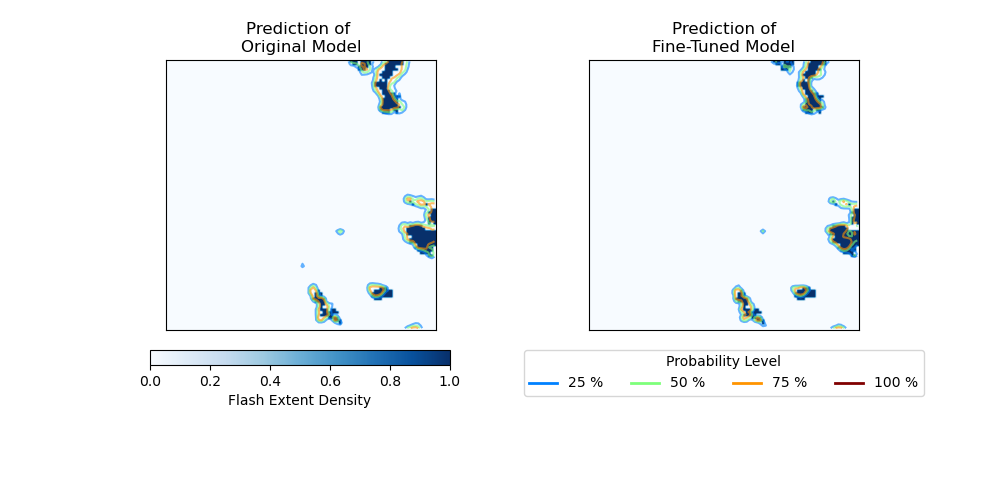 Prediction of
Original Model
Prediction of
Fine-Tuned Model
0.0 0.2 0.4 0.6 0.8 1.0
Flash Extent Density
Probability Level
25 % 50 % 75 % 100 %